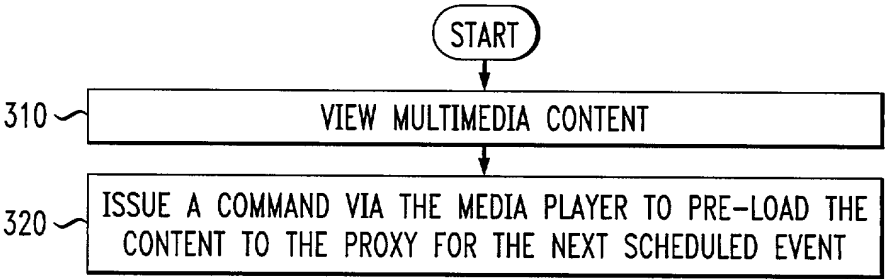 START
310
VIEW MULTIMEDIA CONTENT
320
ISSUE A COMMAND VIA THE MEDIA PLAYER TO PRE-LOAD THE
CONTENT TO THE PROXY FOR THE NEXT SCHEDULED EVENT